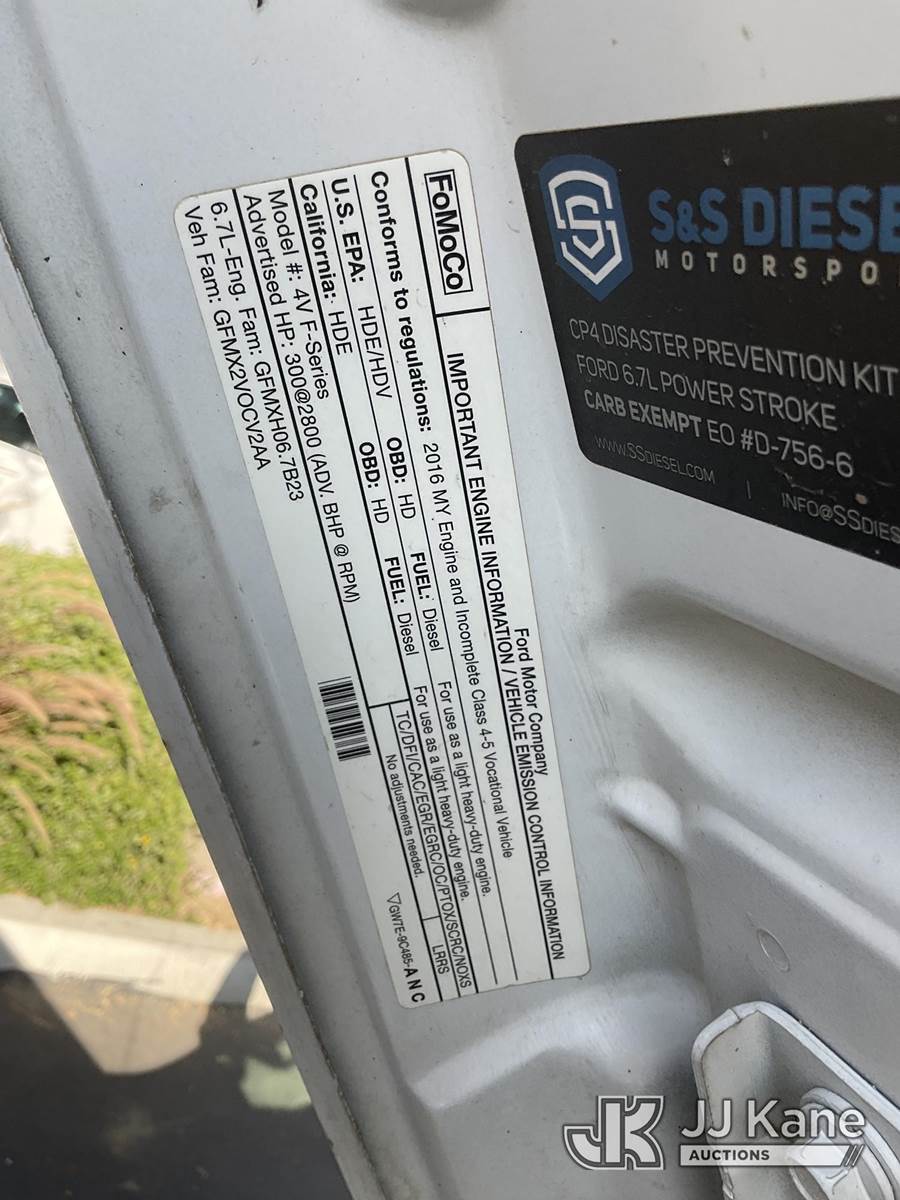 FoMoCo
Ford Motor Company
IMPORTANT ENGINE INFORMATION / VEHICLE EMISSION CONTROL INFORMATION
Conforms to regulations: 2016 MY Engine and Incomplete Class 4-5 Vocational Vehicle
U.S. EPA: HDE/HDV OBD: HD FUEL: Diesel For use as a light heavy-duty engine.
California: HDE OBD: HD FUEL: Diesel For use as a light heavy-duty engine.
Model #: 4V F-Series TC/DFI/CAC/EGR/EGRC/OC/PTOX/SCRC/NOXS
Advertised HP: 300@2800 (ADV. BHP @ RPM) No adjustments needed. LRRS
6.7L-Eng. Fam: GFMXH06.7B23
Veh Fam: GFMX2VOCV2AA
GW7E-9C485-A N C
S&S DIESE
MOTORSPO
CP4 DISASTER PREVENTION KIT
FORD 6.7L POWER STROKE
CARB EXEMPT EO #D-756-6
WWW.SSDIESEL.COM | INFO@SSDIES
JK JJ Kane
AUCTIONS